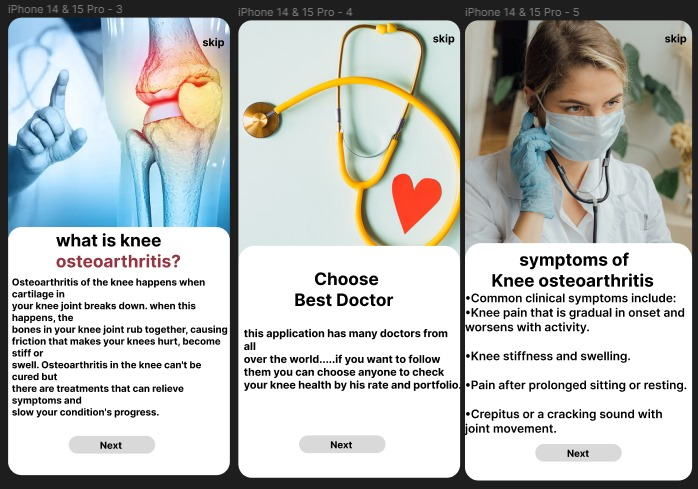 iPhone 14 & 15 Pro - 3
skip
what is knee
osteoarthritis?
Osteoarthritis of the knee happens when
cartilage in
your knee joint breaks down. when this
happens, the
bones in your knee joint rub together, causing
friction that makes your knees hurt, become
stiff or
swell. Osteoarthritis in the knee can't be
cured but
there are treatments that can relieve
symptoms and
slow your condition's progress.
Next
iPhone 14 & 15 Pro - 4
skip
Choose
Best Doctor
this application has many doctors from
all
over the world.....if you want to follow
them you can choose anyone to check
your knee health by his rate and portfolio.
Next
iPhone 14 & 15 Pro - 5
skip
symptoms of
Knee osteoarthritis
•Common clinical symptoms include:
•Knee pain that is gradual in onset and
worsens with activity.
•Knee stiffness and swelling.
•Pain after prolonged sitting or resting.
•Crepitus or a cracking sound with
joint movement.
Next